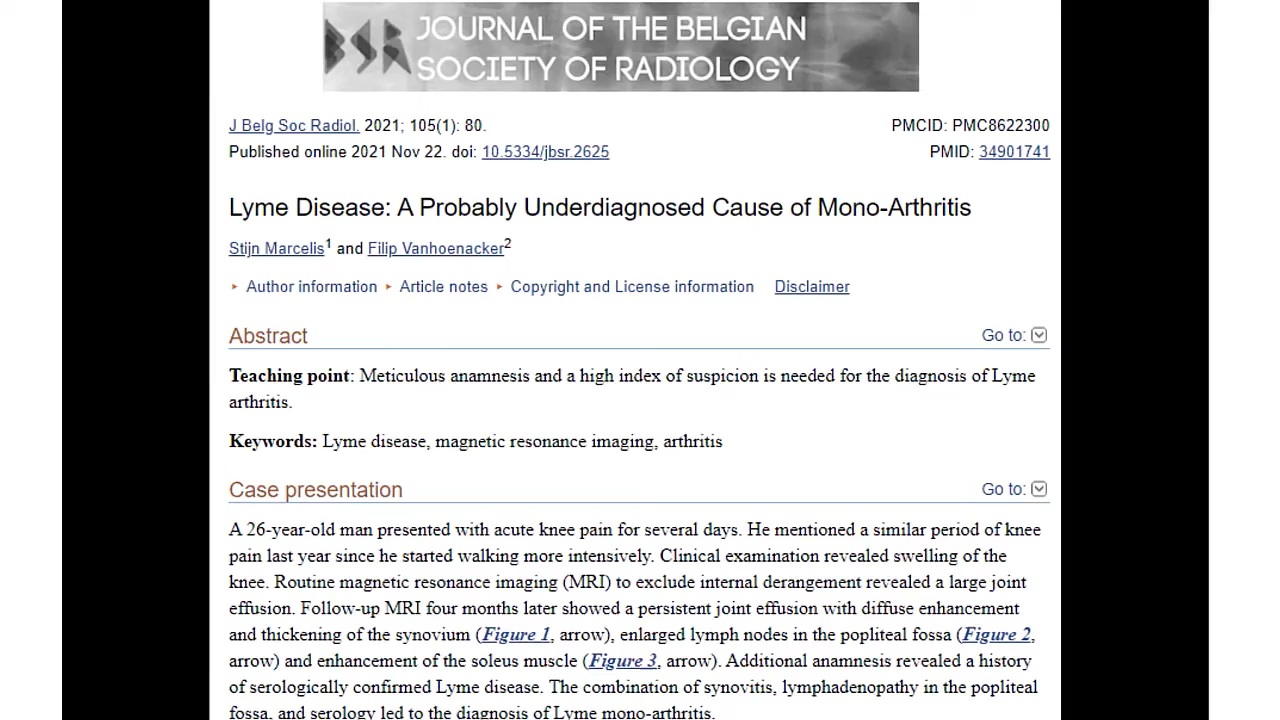 BSR
JOURNAL OF THE BELGIAN
SOCIETY OF RADIOLOGY
J Belg Soc Radiol. 2021; 105(1): 80.
PMCID: PMC8622300
Published online 2021 Nov 22. doi: 10.5334/jbsr.2625
PMID: 34901741
Lyme Disease: A Probably Underdiagnosed Cause of Mono-Arthritis
Stijn Marcelis1 and Filip Vanhoenacker2
▸ Author information ▸ Article notes ▸ Copyright and License information Disclaimer
Abstract
Go to:
Teaching point: Meticulous anamnesis and a high index of suspicion is needed for the diagnosis of Lyme
arthritis.
Keywords: Lyme disease, magnetic resonance imaging, arthritis
Case presentation
Go to:
A 26-year-old man presented with acute knee pain for several days. He mentioned a similar period of knee
pain last year since he started walking more intensively. Clinical examination revealed swelling of the
knee. Routine magnetic resonance imaging (MRI) to exclude internal derangement revealed a large joint
effusion. Follow-up MRI four months later showed a persistent joint effusion with diffuse enhancement
and thickening of the synovium (Figure 1, arrow), enlarged lymph nodes in the popliteal fossa (Figure 2,
arrow) and enhancement of the soleus muscle (Figure 3, arrow). Additional anamnesis revealed a history
of serologically confirmed Lyme disease. The combination of synovitis, lymphadenopathy in the popliteal
fossa, and serology led to the diagnosis of Lyme mono-arthritis.